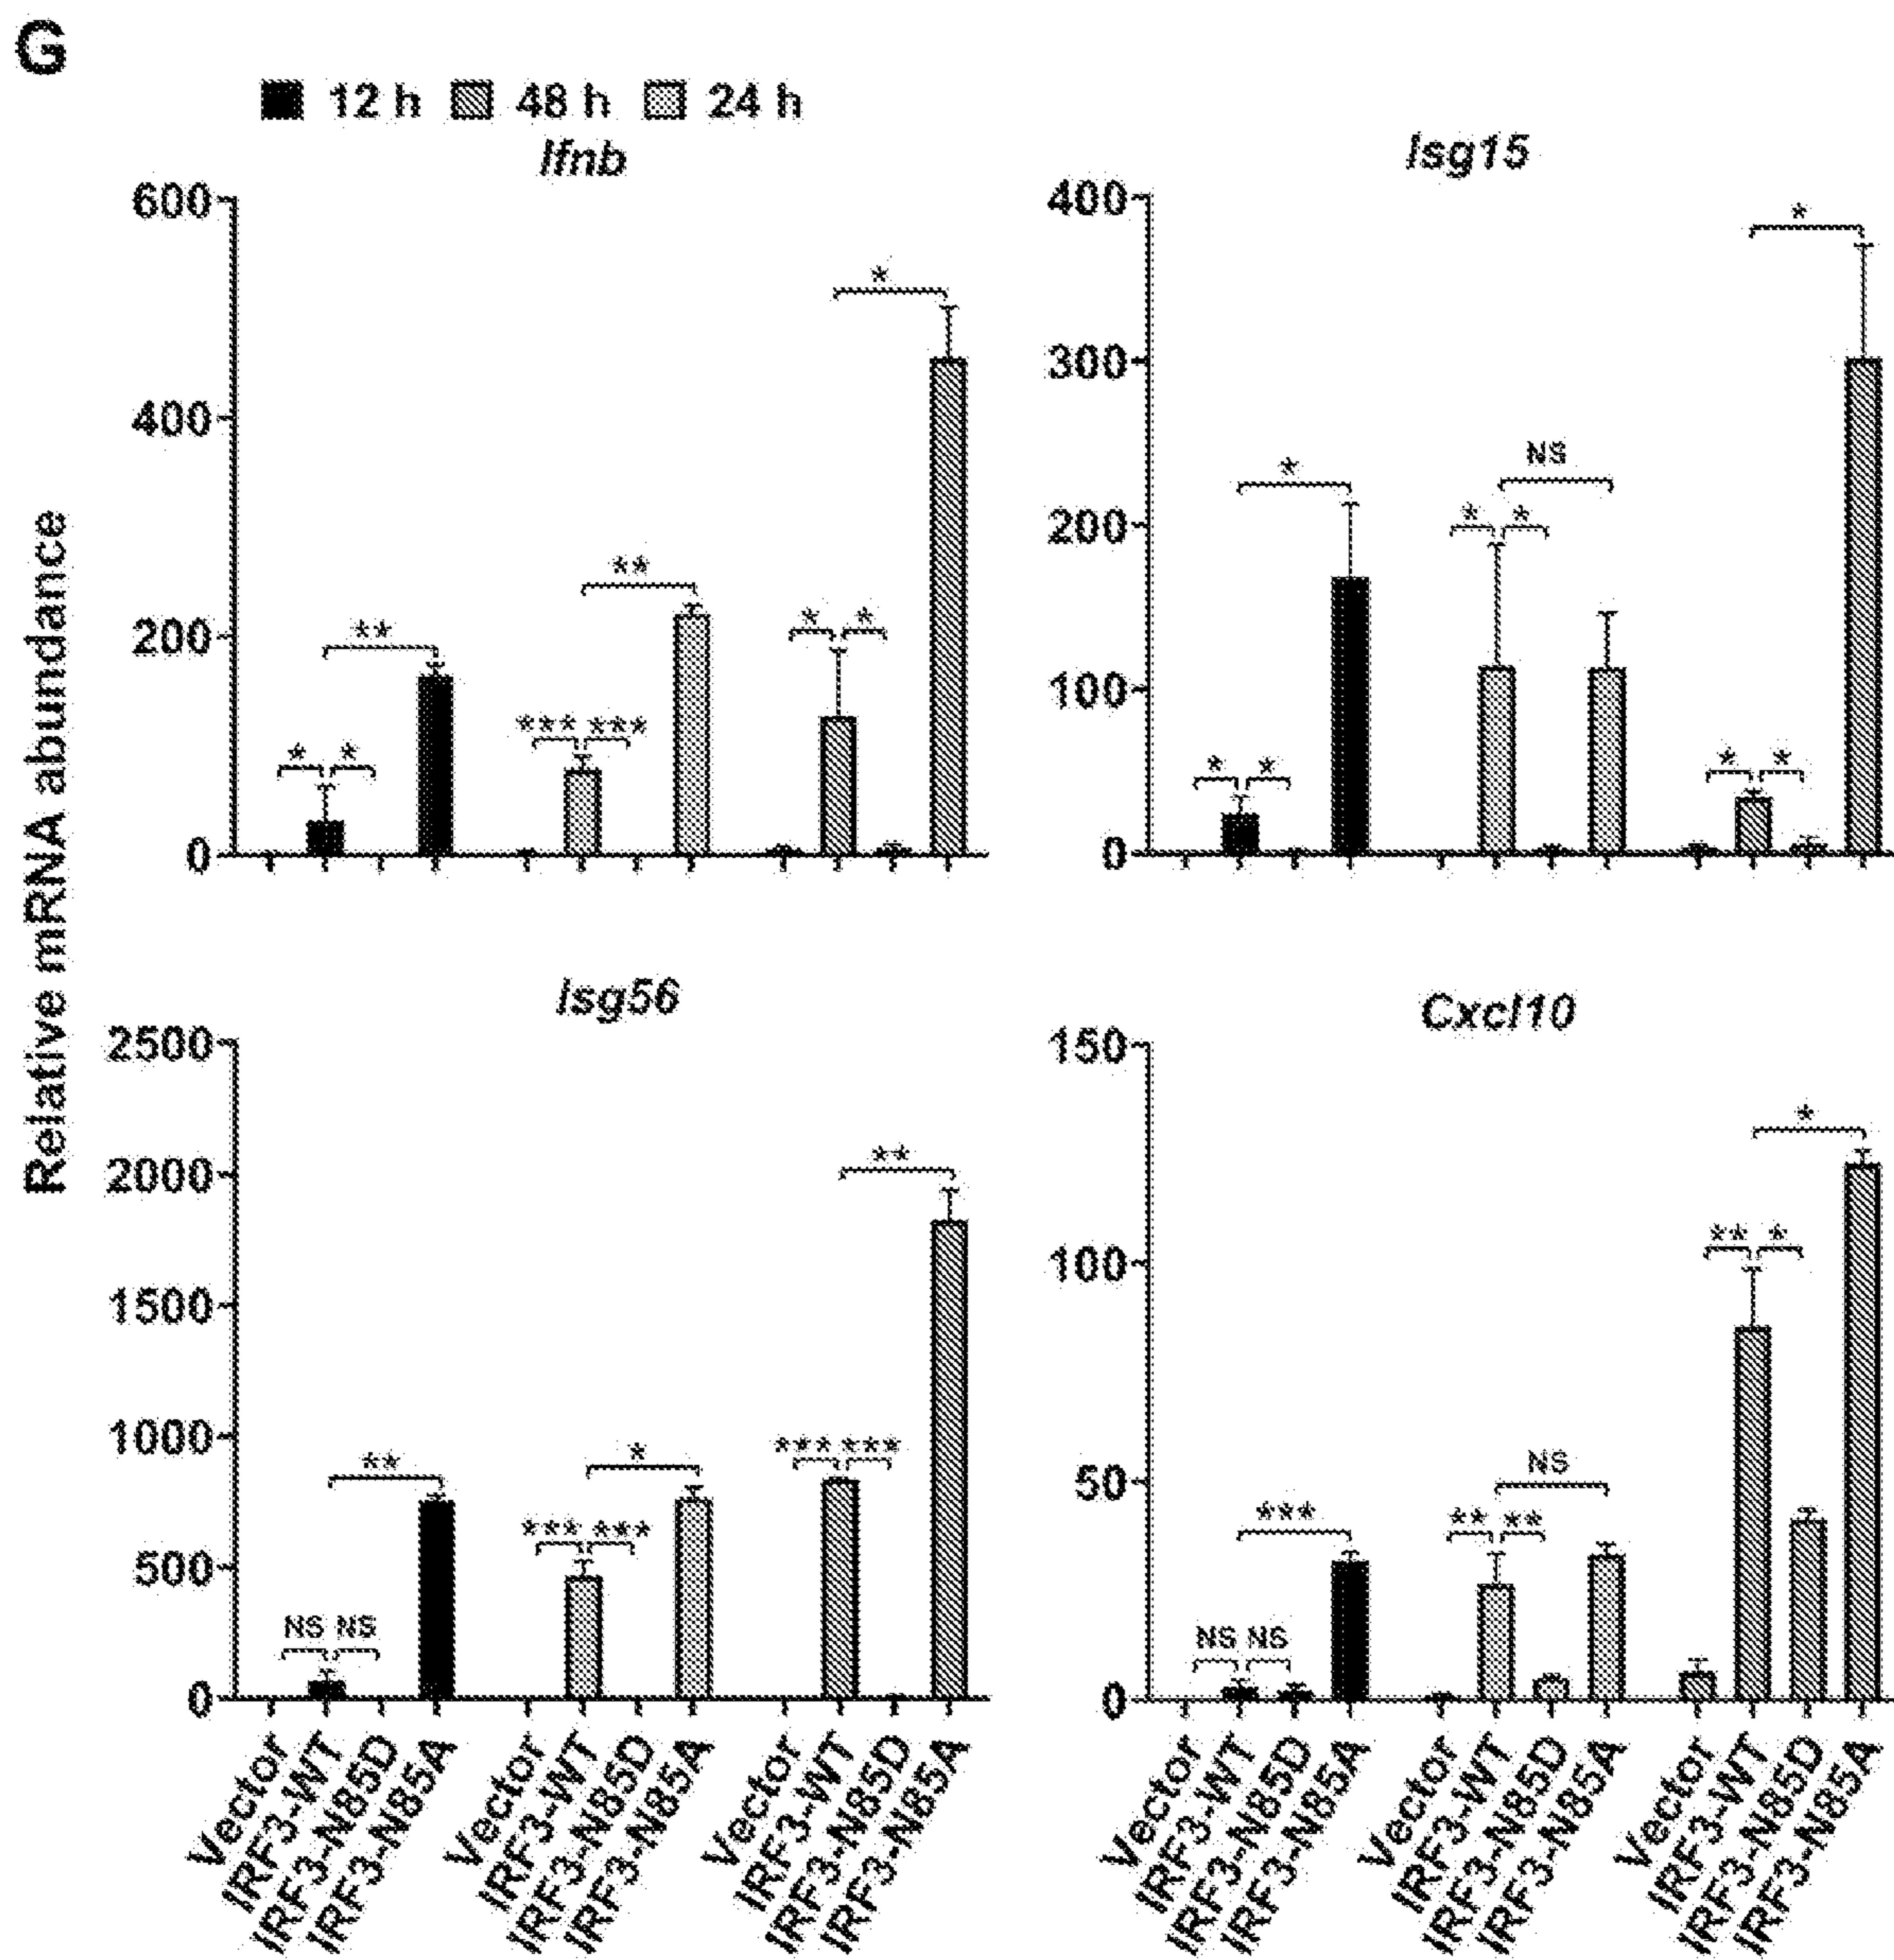 G
12 h 48 h 24 h
Relative mRNA abundance
Ifnb
600
400
200
0
* * **
*** *** **
* * *
Isg15
400
300
200
100
0
* * *
* * NS
* * *
Isg56
2500
2000
1500
1000
500
0
NS NS **
*** *** *
*** *** **
Vector
IRF3-WT
IRF3-N85D
IRF3-N85A
Vector
IRF3-WT
IRF3-N85D
IRF3-N85A
Vector
IRF3-WT
IRF3-N85D
IRF3-N85A
Cxcl10
150
100
50
0
NS NS ***
** ** NS
** * *
Vector
IRF3-WT
IRF3-N85D
IRF3-N85A
Vector
IRF3-WT
IRF3-N85D
IRF3-N85A
Vector
IRF3-WT
IRF3-N85D
IRF3-N85A